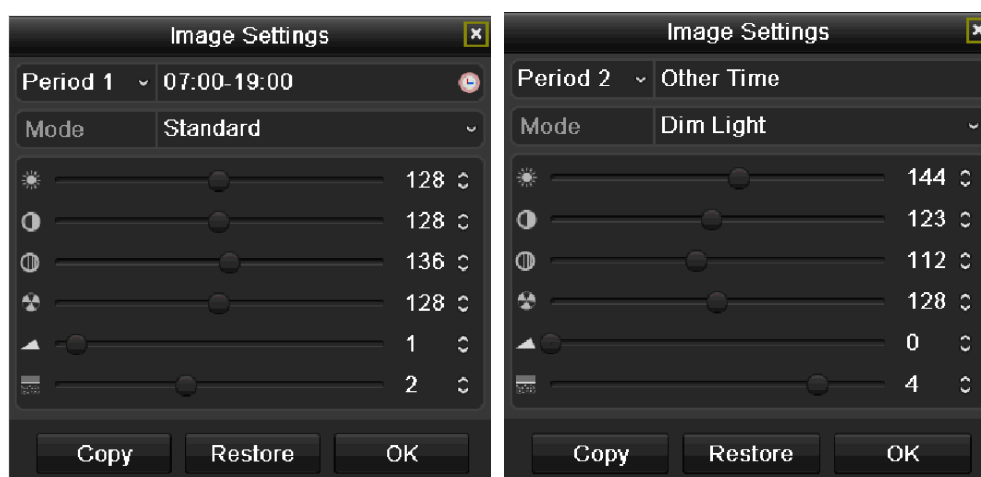 Image Settings
Period 1 07:00-19:00
Mode Standard
128
128
136
128
1
2
Copy Restore OK
Image Settings
Period 2 Other Time
Mode Dim Light
144
123
112
128
0
4
Copy Restore OK